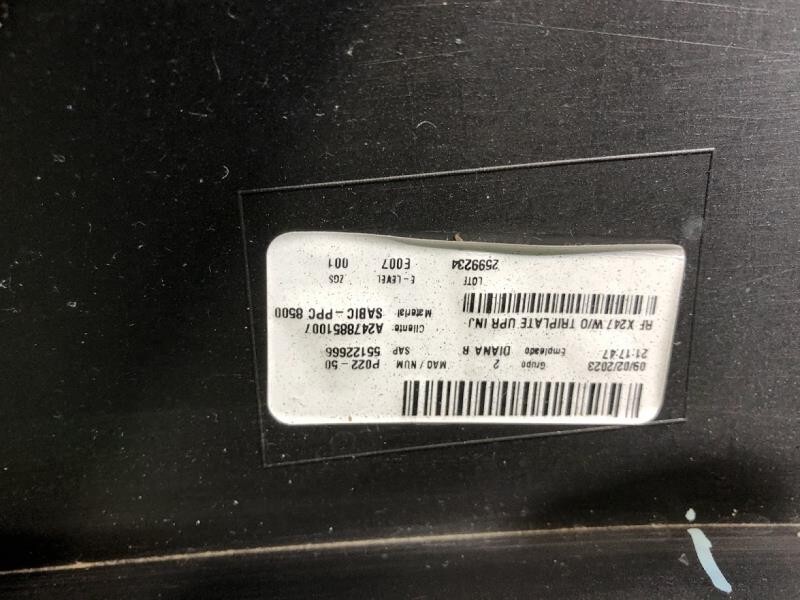 09/02/2023 Grupo 2 MAQ / NUM P022-50
21:17:47 Empleado DIANA R SAP 55122666
RF X247 W/O TRIPLATE UPR INJ Cliente: A2478851007
Material SABIC-PPC 8500
LOTF E-LEVEL ZGS
2599234 E007 001